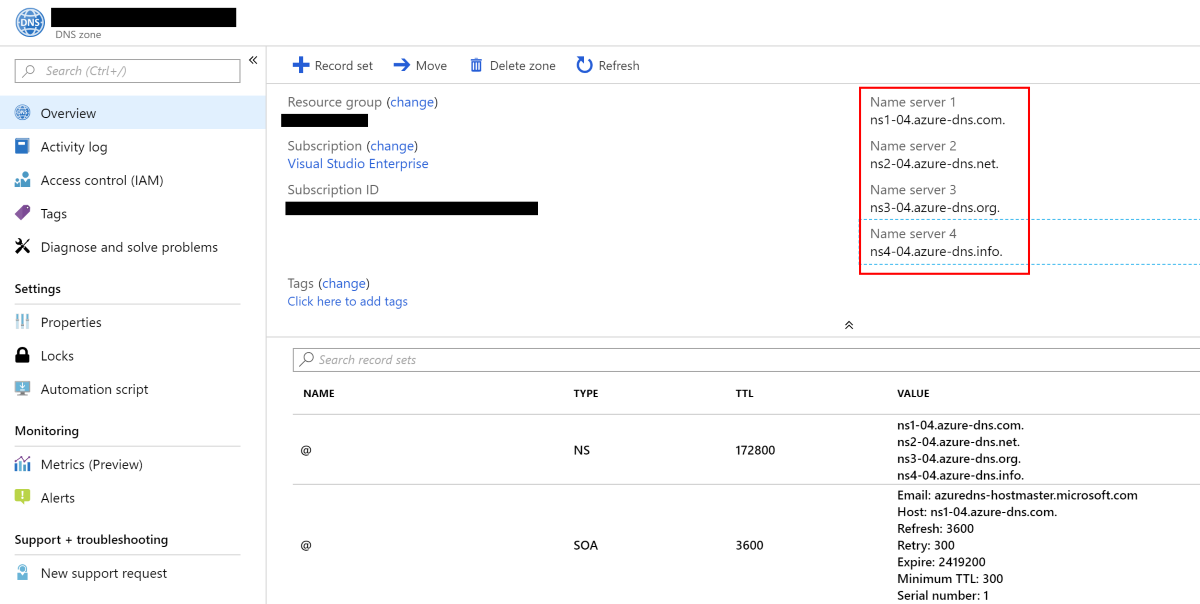 DNS
DNS zone
Search (Ctrl+/)
«
Overview
Activity log
Access control (IAM)
Tags
Diagnose and solve problems
Settings
Properties
Locks
Automation script
Monitoring
Metrics (Preview)
Alerts
Support + troubleshooting
New support request
Record set
Move
Delete zone
Refresh
Resource group (change)
Subscription (change)
Visual Studio Enterprise
Subscription ID
Tags (change)
Click here to add tags
Name server 1
ns1-04.azure-dns.com.
Name server 2
ns2-04.azure-dns.net.
Name server 3
ns3-04.azure-dns.org.
Name server 4
ns4-04.azure-dns.info.
Search record sets
NAME TYPE TTL VALUE
@ NS 172800
ns1-04.azure-dns.com.
ns2-04.azure-dns.net.
ns3-04.azure-dns.org.
ns4-04.azure-dns.info.
@ SOA 3600
Email: azuredns-hostmaster.microsoft.com
Host: ns1-04.azure-dns.com.
Refresh: 3600
Retry: 300
Expire: 2419200
Minimum TTL: 300
Serial number: 1